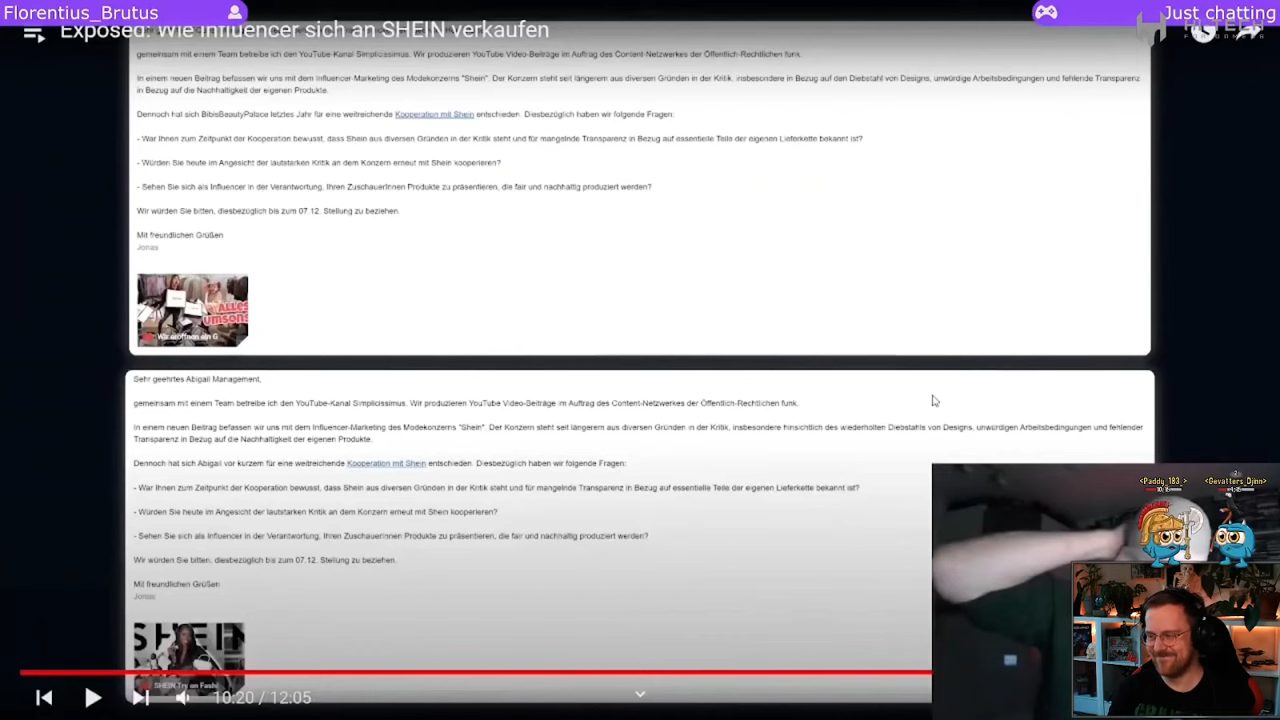 Florentius_Brutus
Just chatting
Exposed: Wie Influencer sich an SHEIN verkaufen
gemeinsam mit einem Team betreibe ich den YouTube-Kanal Simplicissimus. Wir produzieren YouTube Video-Beiträge im Auftrag des Content-Netzwerkes der Öffentlich-Rechtlichen funk.
In einem neuen Beitrag befassen wir uns mit dem Influencer-Marketing des Modekonzerns "Shein". Der Konzern steht seit längerem aus diversen Gründen in der Kritik, insbesondere in Bezug auf den Diebstahl von Designs, unwürdige Arbeitsbedingungen und fehlende Transparenz
in Bezug auf die Nachhaltigkeit der eigenen Produkte.
Dennoch hat sich BibisBeautyPalace letztes Jahr für eine weitreichende Kooperation mit Shein entschieden. Diesbezüglich haben wir folgende Fragen:
- War Ihnen zum Zeitpunkt der Kooperation bewusst, dass Shein aus diversen Gründen in der Kritik steht und für mangelnde Transparenz in Bezug auf essentielle Teile der eigenen Lieferkette bekannt ist?
- Würden Sie heute im Angesicht der lautstarken Kritik an dem Konzern erneut mit Shein kooperieren?
- Sehen Sie sich als Influencer in der Verantwortung, Ihren ZuschauerInnen Produkte zu präsentieren, die fair und nachhaltig produziert werden?
Wir würden Sie bitten, diesbezüglich bis zum 07.12. Stellung zu beziehen.
Mit freundlichen Grüßen
Jonas
ALLES
UMSONS
Wir eröffnen ein G
Sehr geehrtes Abigail Management,
gemeinsam mit einem Team betreibe ich den YouTube-Kanal Simplicissimus. Wir produzieren YouTube Video-Beiträge im Auftrag des Content-Netzwerkes der Öffentlich-Rechtlichen funk.
In einem neuen Beitrag befassen wir uns mit dem Influencer-Marketing des Modekonzerns "Shein". Der Konzern steht seit längerem aus diversen Gründen in der Kritik, insbesondere hinsichtlich des wiederholten Diebstahls von Designs, unwürdigen Arbeitsbedingungen und fehlender
Transparenz in Bezug auf die Nachhaltigkeit der eigenen Produkte.
Dennoch hat sich Abigail vor kurzem für eine weitreichende Kooperation mit Shein entschieden. Diesbezüglich haben wir folgende Fragen:
- War Ihnen zum Zeitpunkt der Kooperation bewusst, dass Shein aus diversen Gründen in der Kritik steht und für mangelnde Transparenz in Bezug auf essentielle Teile der eigenen Lieferkette bekannt ist?
- Würden Sie heute im Angesicht der lautstarken Kritik an dem Konzern erneut mit Shein kooperieren?
- Sehen Sie sich als Influencer in der Verantwortung, Ihren ZuschauerInnen Produkte zu präsentieren, die fair und nachhaltig produziert werden?
Wir würden Sie bitten, diesbezüglich bis zum 07.12. Stellung zu beziehen.
Mit freundlichen Grüßen
Jonas
SHEIN
SHEIN Try on Fashi
<Paddy_183_>
<Gevatters_Djinn>
10:20 / 12:05